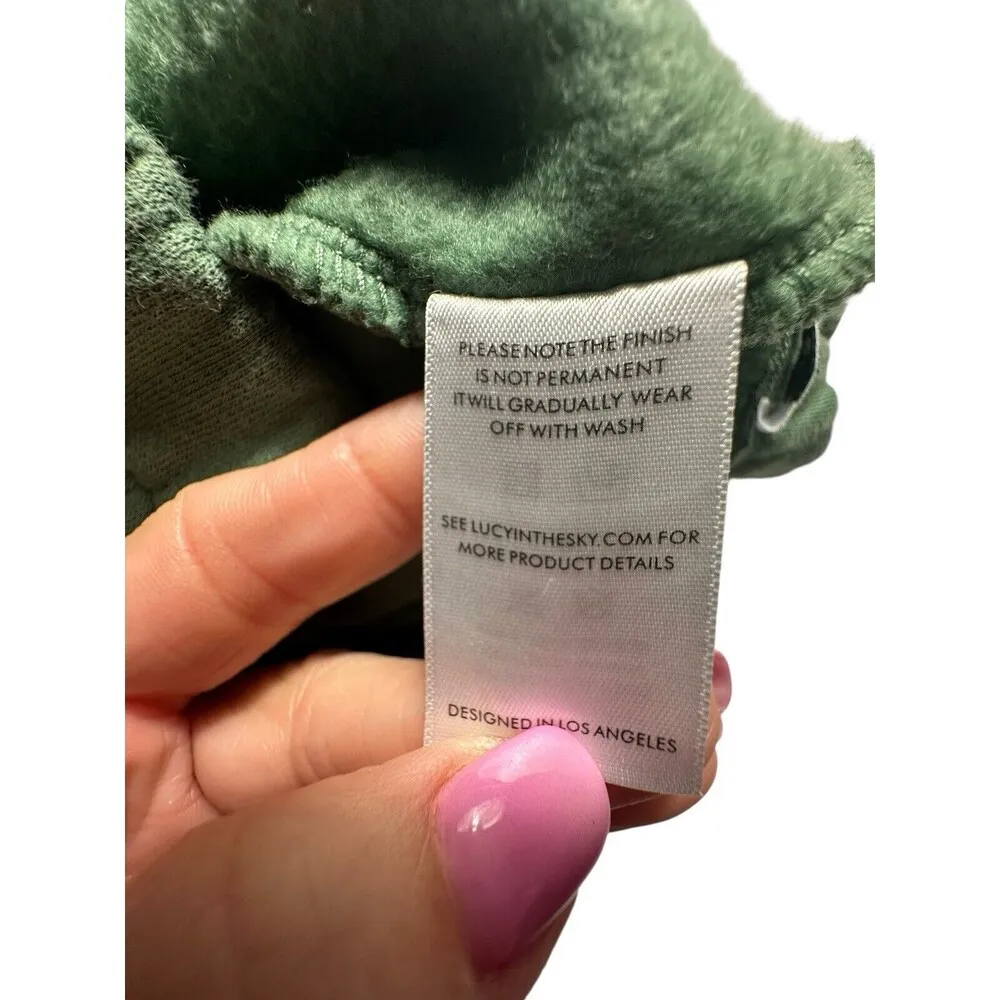 PLEASE NOTE THE FINISH
IS NOT PERMANENT
IT WILL GRADUALLY WEAR
OFF WITH WASH
SEE LUCYINTHESKY.COM FOR
MORE PRODUCT DETAILS
DESIGNED IN LOS ANGELES